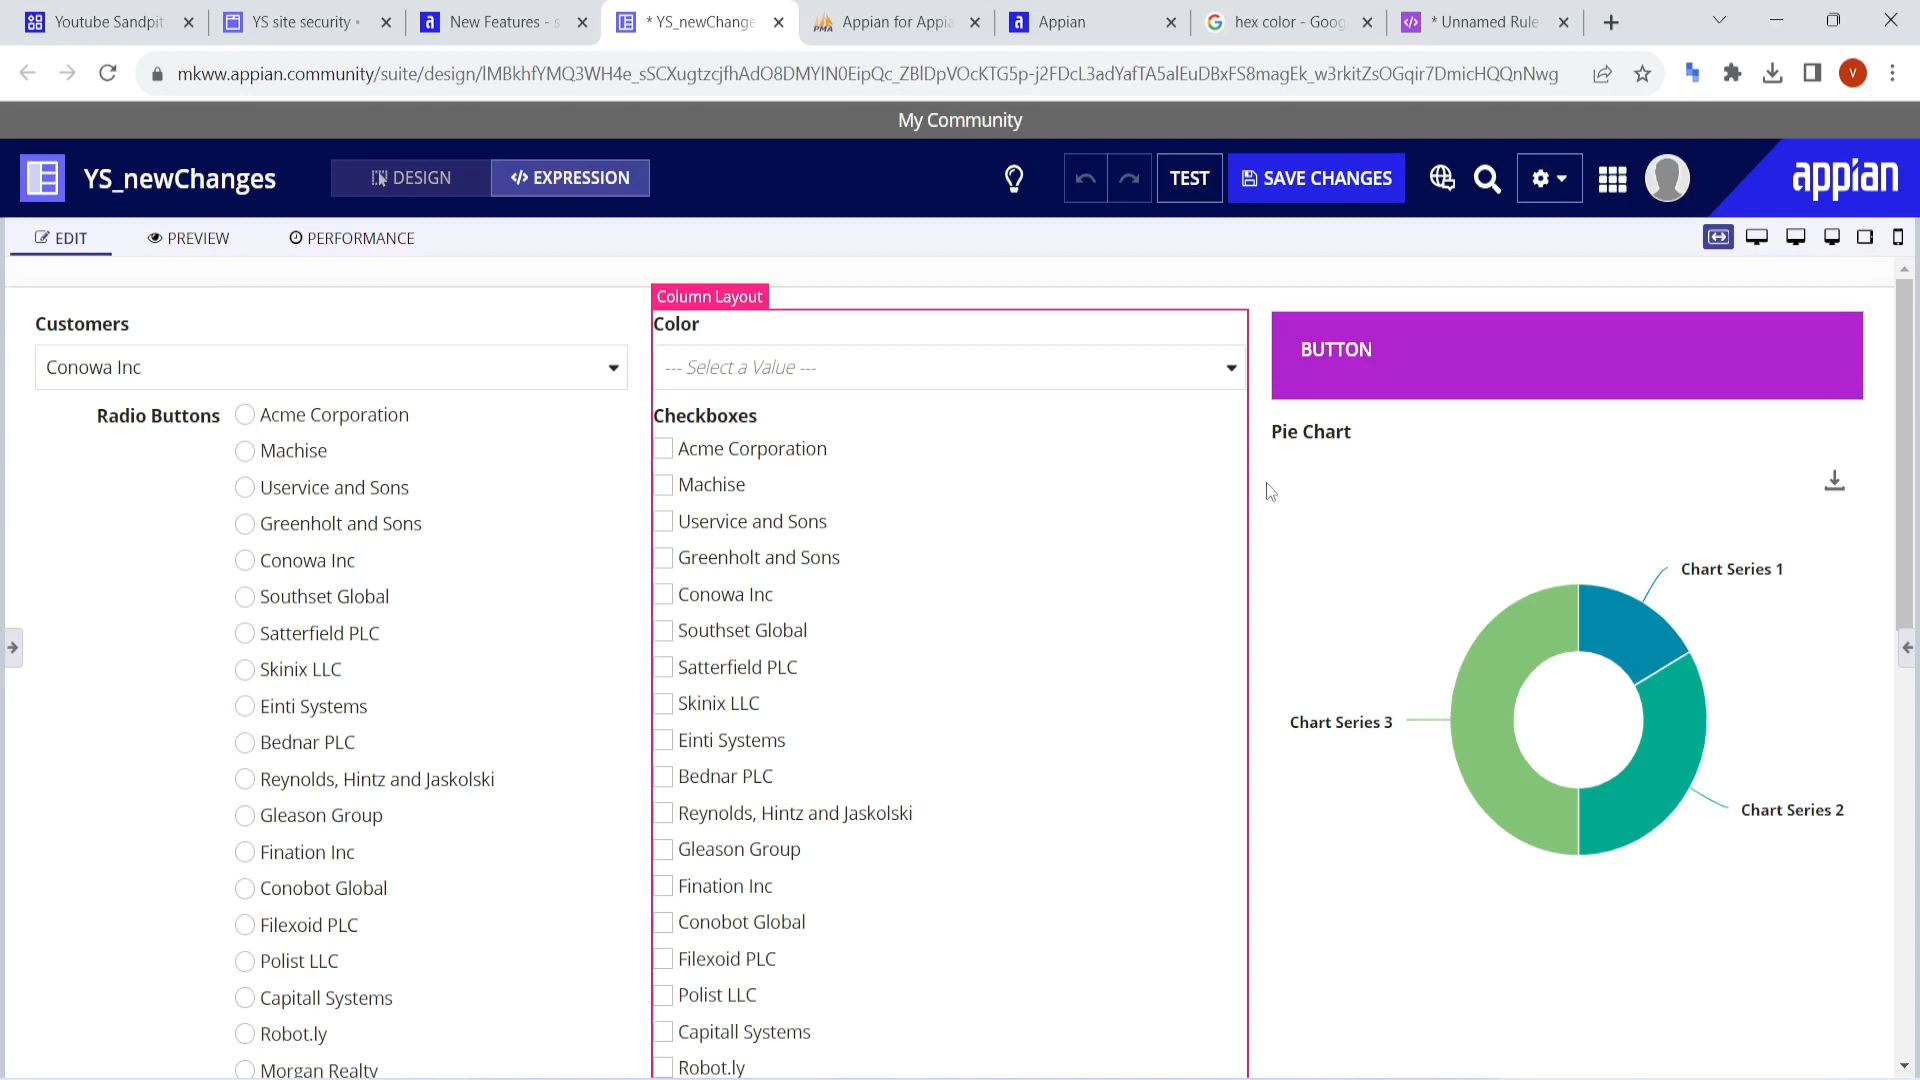 Youtube Sandpit
YS site security
New Features - s
* YS_newChange
Appian for Appia
Appian
hex color - Goog
* Unnamed Rule
mkww.appian.community/suite/design/lMBkhfYMQ3WH4e_sSCXugtzcjfhAdO8DMYIN0EipQc_ZBlDpVOcKTG5p-j2FDcL3adYafTA5alEuDBxFS8magEk_w3rkitZsOGqir7DmicHQQnNwg
V
My Community
YS_newChanges
DESIGN
</> EXPRESSION
TEST
SAVE CHANGES
appian
EDIT
PREVIEW
PERFORMANCE
Column Layout
Customers
Conowa Inc
Radio Buttons
Acme Corporation
Machise
Uservice and Sons
Greenholt and Sons
Conowa Inc
Southset Global
Satterfield PLC
Skinix LLC
Einti Systems
Bednar PLC
Reynolds, Hintz and Jaskolski
Gleason Group
Fination Inc
Conobot Global
Filexoid PLC
Polist LLC
Capitall Systems
Robot.ly
Morgan Realty
Color
--- Select a Value ---
Checkboxes
Acme Corporation
Machise
Uservice and Sons
Greenholt and Sons
Conowa Inc
Southset Global
Satterfield PLC
Skinix LLC
Einti Systems
Bednar PLC
Reynolds, Hintz and Jaskolski
Gleason Group
Fination Inc
Conobot Global
Filexoid PLC
Polist LLC
Capitall Systems
Robot.ly
BUTTON
Pie Chart
Chart Series 1
Chart Series 3
Chart Series 2